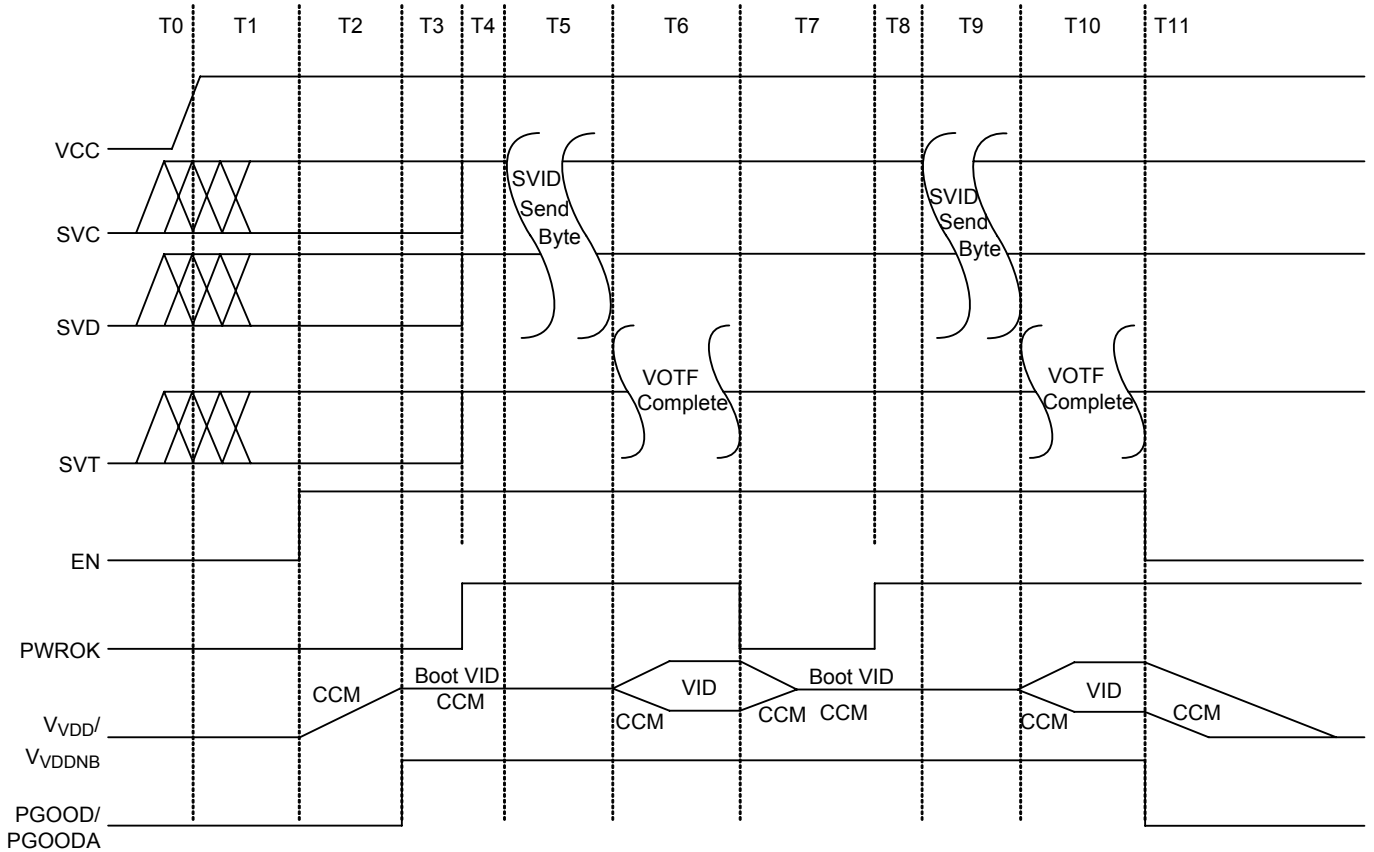 T0 T1 T2 T3 T4 T5 T6 T7 T8 T9 T10 T11
VCC
SVC
SVID
Send
Byte
SVID
Send
Byte
SVD
VOTF
Complete
VOTF
Complete
SVT
EN
PWROK
CCM
Boot VID
CCM
CCM
VID
CCM CCM
Boot VID
CCM
VID
CCM
VVDD/
VVDDNB
PGOOD/
PGOODA